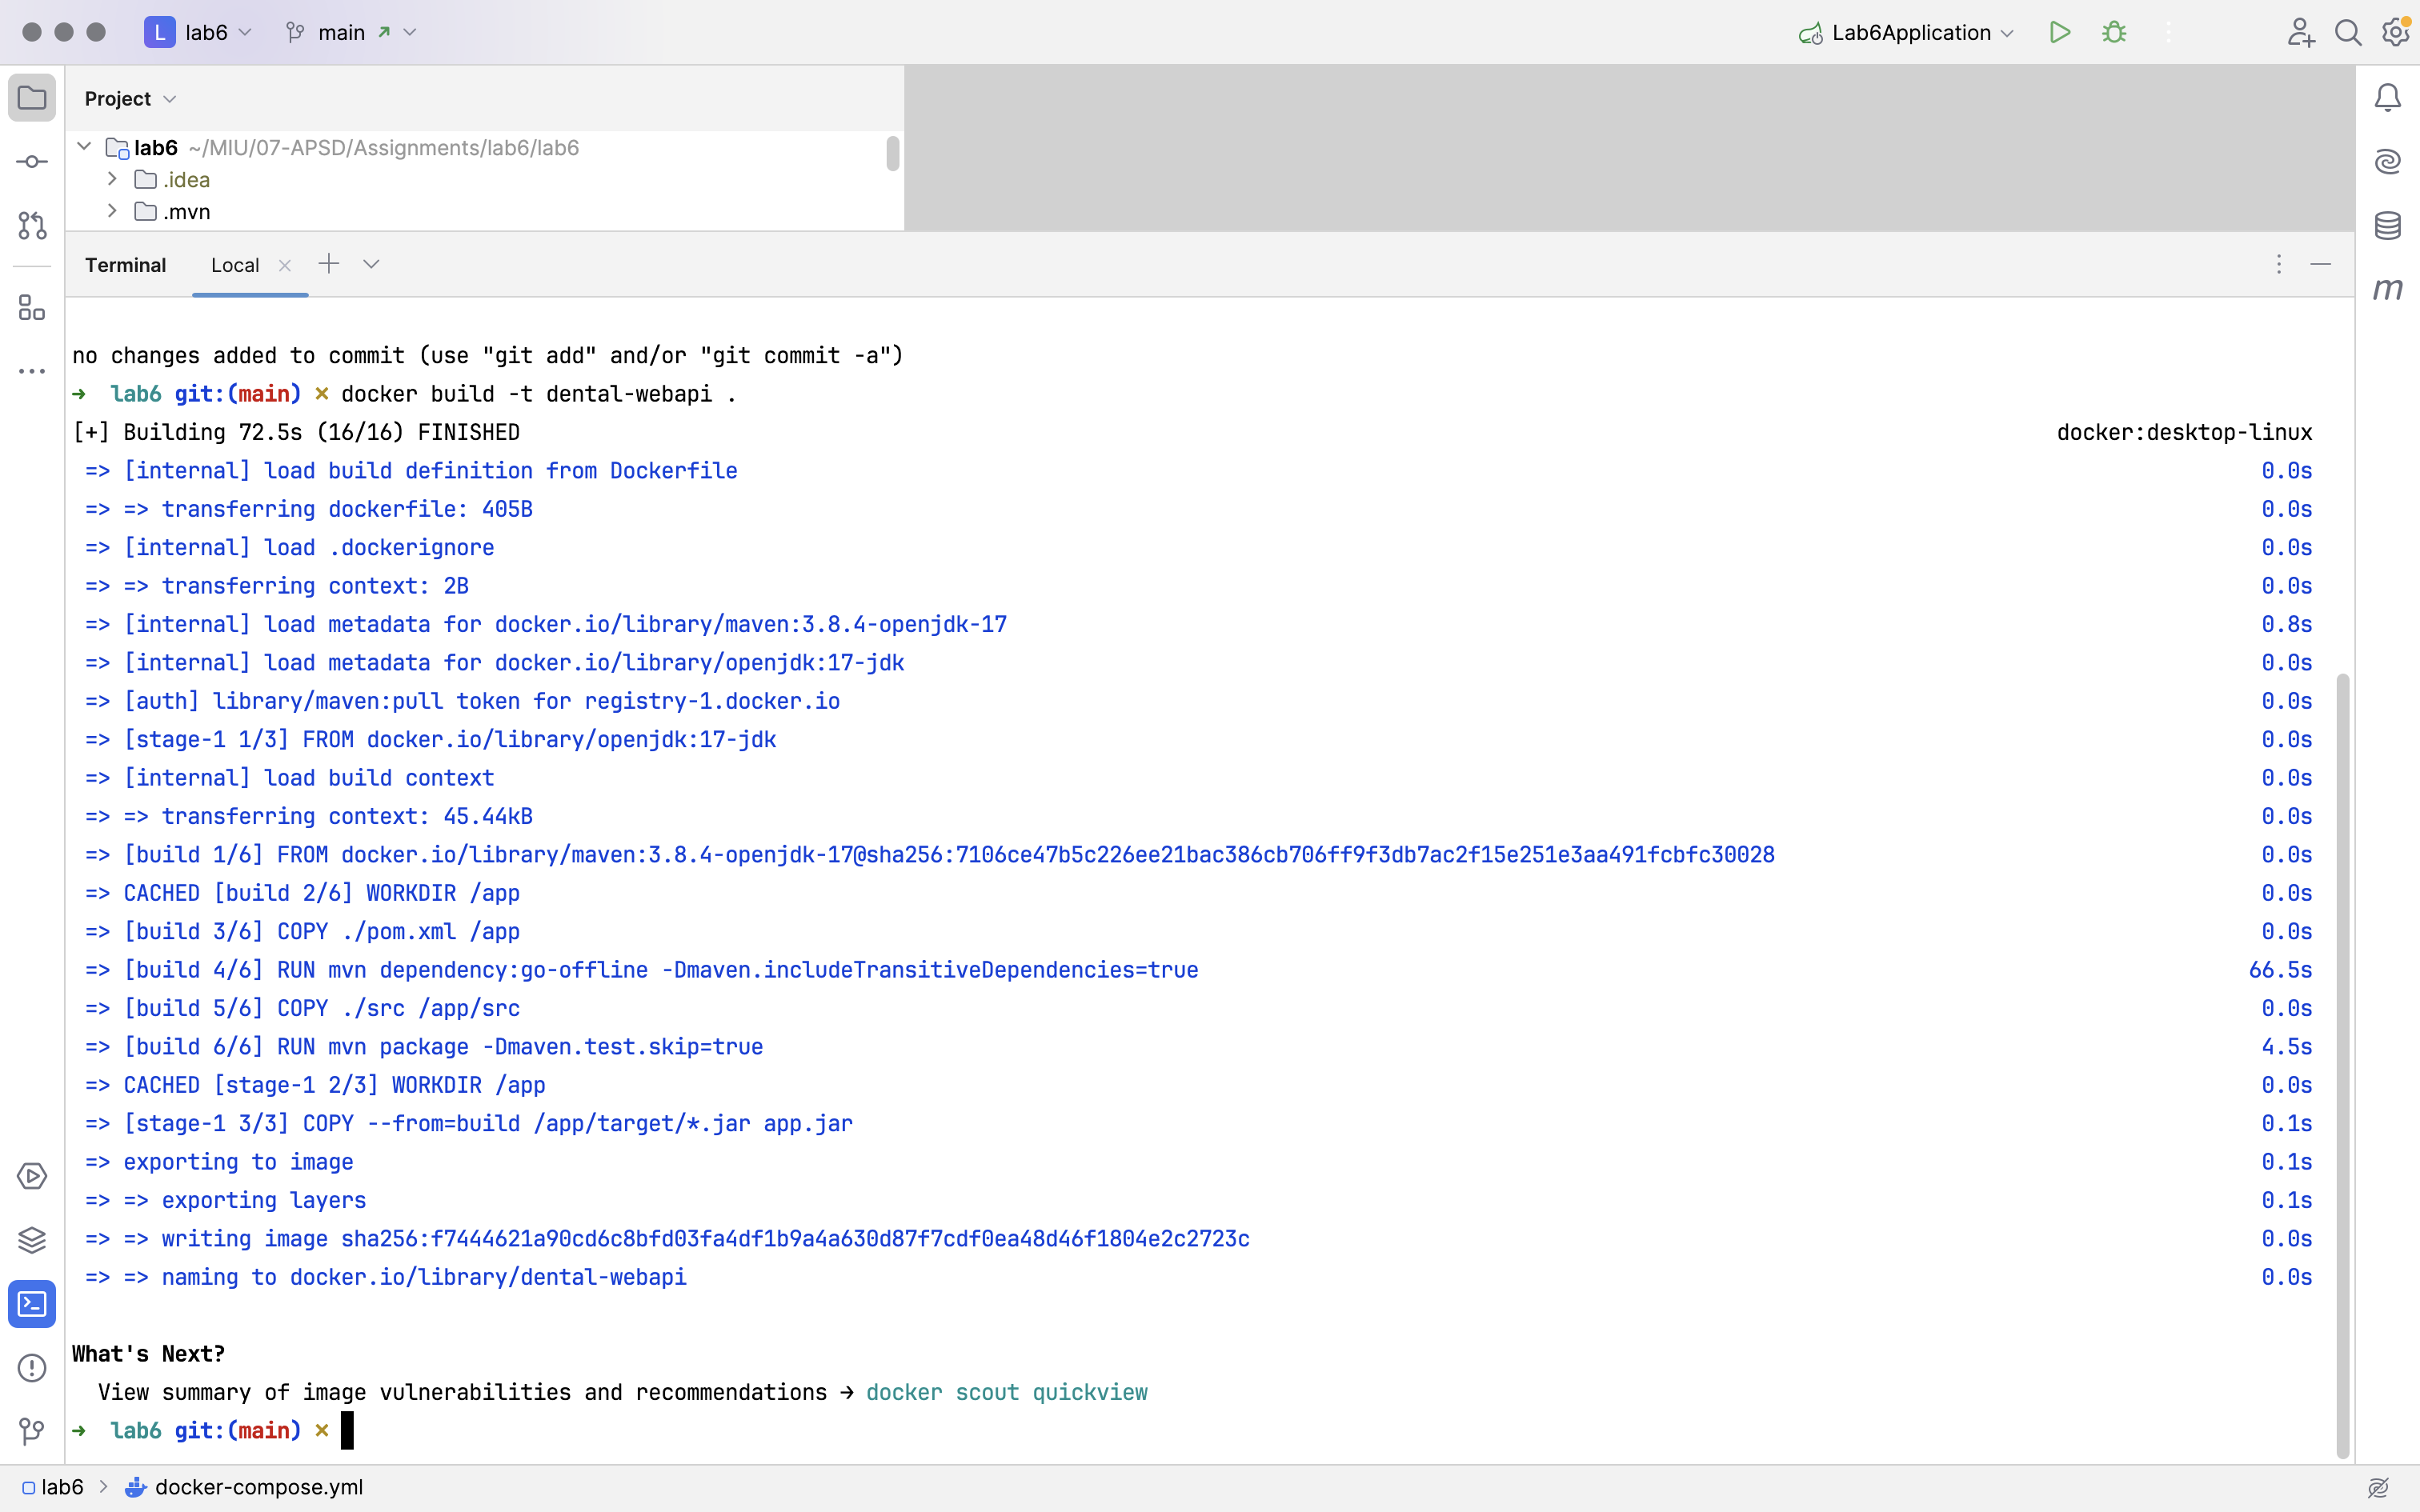 L lab6 main Lab6Application
Project
lab6 ~/MIU/07-APSD/Assignments/lab6/lab6
.idea
.mvn
Terminal Local
no changes added to commit (use "git add" and/or "git commit -a")
➜ lab6 git:(main) ✗ docker build -t dental-webapi .
[+] Building 72.5s (16/16) FINISHED docker:desktop-linux
=> [internal] load build definition from Dockerfile 0.0s
=> => transferring dockerfile: 405B 0.0s
=> [internal] load .dockerignore 0.0s
=> => transferring context: 2B 0.0s
=> [internal] load metadata for docker.io/library/maven:3.8.4-openjdk-17 0.8s
=> [internal] load metadata for docker.io/library/openjdk:17-jdk 0.0s
=> [auth] library/maven:pull token for registry-1.docker.io 0.0s
=> [stage-1 1/3] FROM docker.io/library/openjdk:17-jdk 0.0s
=> [internal] load build context 0.0s
=> => transferring context: 45.44kB 0.0s
=> [build 1/6] FROM docker.io/library/maven:3.8.4-openjdk-17@sha256:7106ce47b5c226ee21bac386cb706ff9f3db7ac2f15e251e3aa491fcbfc30028 0.0s
=> CACHED [build 2/6] WORKDIR /app 0.0s
=> [build 3/6] COPY ./pom.xml /app 0.0s
=> [build 4/6] RUN mvn dependency:go-offline -Dmaven.includeTransitiveDependencies=true 66.5s
=> [build 5/6] COPY ./src /app/src 0.0s
=> [build 6/6] RUN mvn package -Dmaven.test.skip=true 4.5s
=> CACHED [stage-1 2/3] WORKDIR /app 0.0s
=> [stage-1 3/3] COPY --from=build /app/target/*.jar app.jar 0.1s
=> exporting to image 0.1s
=> => exporting layers 0.1s
=> => writing image sha256:f7444621a90cd6c8bfd03fa4df1b9a4a630d87f7cdf0ea48d46f1804e2c2723c 0.0s
=> => naming to docker.io/library/dental-webapi 0.0s
What's Next?
View summary of image vulnerabilities and recommendations → docker scout quickview
➜ lab6 git:(main) ✗
lab6 > docker-compose.yml
m